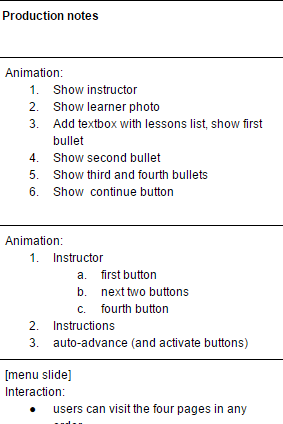 Production notes
Animation:
1. Show instructor
2. Show learner photo
3. Add textbox with lessons list, show first
bullet
4. Show second bullet
5. Show third and fourth bullets
6. Show continue button
Animation:
1. Instructor
a. first button
b. next two buttons
c. fourth button
2. Instructions
3. auto-advance (and activate buttons)
[menu slide]
Interaction:
● users can visit the four pages in any